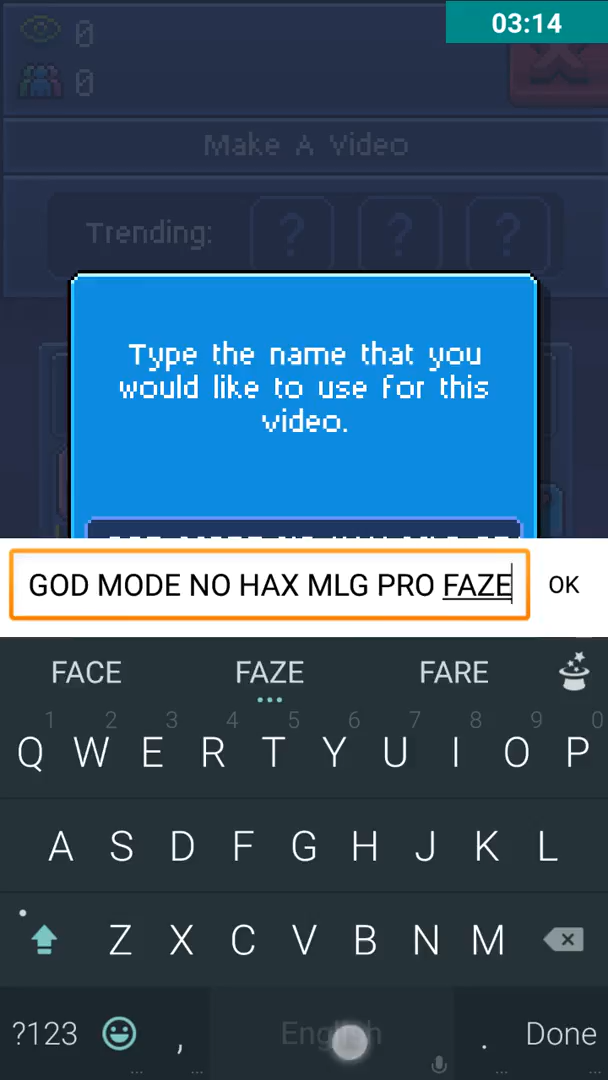 03:14
0
0
Make A Video
Trending:
? ? ?
Type the name that you
would like to use for this
video.
GOD MODE NO HAX MLG PRO FAZE OK
FACE FAZE FARE
1 2 3 4 5 6 7 8 9 0
Q W E R T Y U I O P
A S D F G H J K L
Z X C V B N M
?123 , English . Done